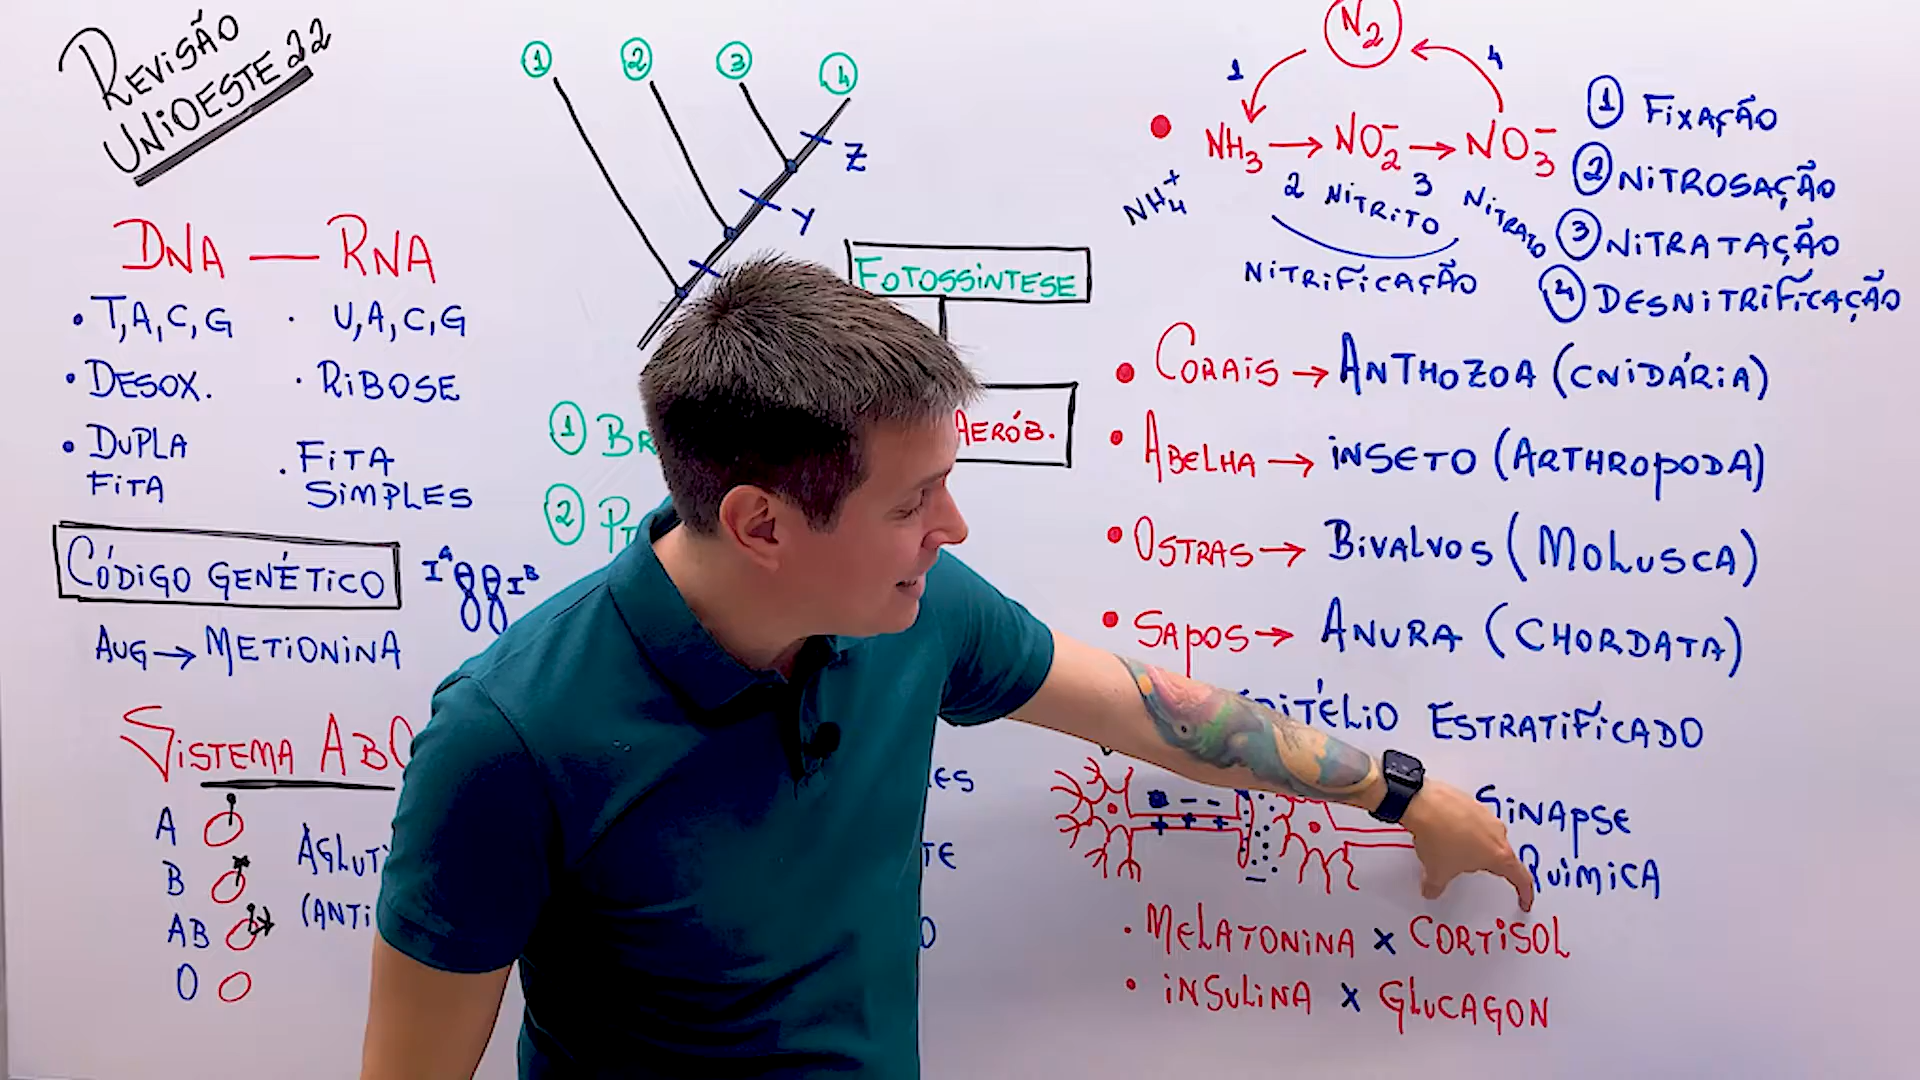 REVISÃO
UNIOESTE 22
DNA — RNA
• T, A, C, G
• U, A, C, G
• DESOX.
• RIBOSE
• DUPLA
FITA
• FITA
SIMPLES
CÓDIGO GENÉTICO
AUG → METIONINA
I^A I^B
SISTEMA ABO
A
B
AB
O
1 2 3 4
Z
Y
FOTOSSÍNTESE
AERÓB.
1
2
N2
1
4
NH3 → NO2- → NO3-
NH4+
2 NITRITO 3 NITRATO
NITRIFICAÇÃO
1 FIXAÇÃO
2 NITROSAÇÃO
3 NITRATAÇÃO
4 DESNITRIFICAÇÃO
• CORAIS → ANTHOZOA (CNIDÁRIA)
• ABELHA → INSETO (ARTHROPODA)
• OSTRAS → BIVALVOS (MOLUSCA)
• SAPOS → ANURA (CHORDATA)
ESTRATIFICADO
SINAPSE
QUIMICA
• MELATONINA X CORTISOL
• INSULINA X GLUCAGON